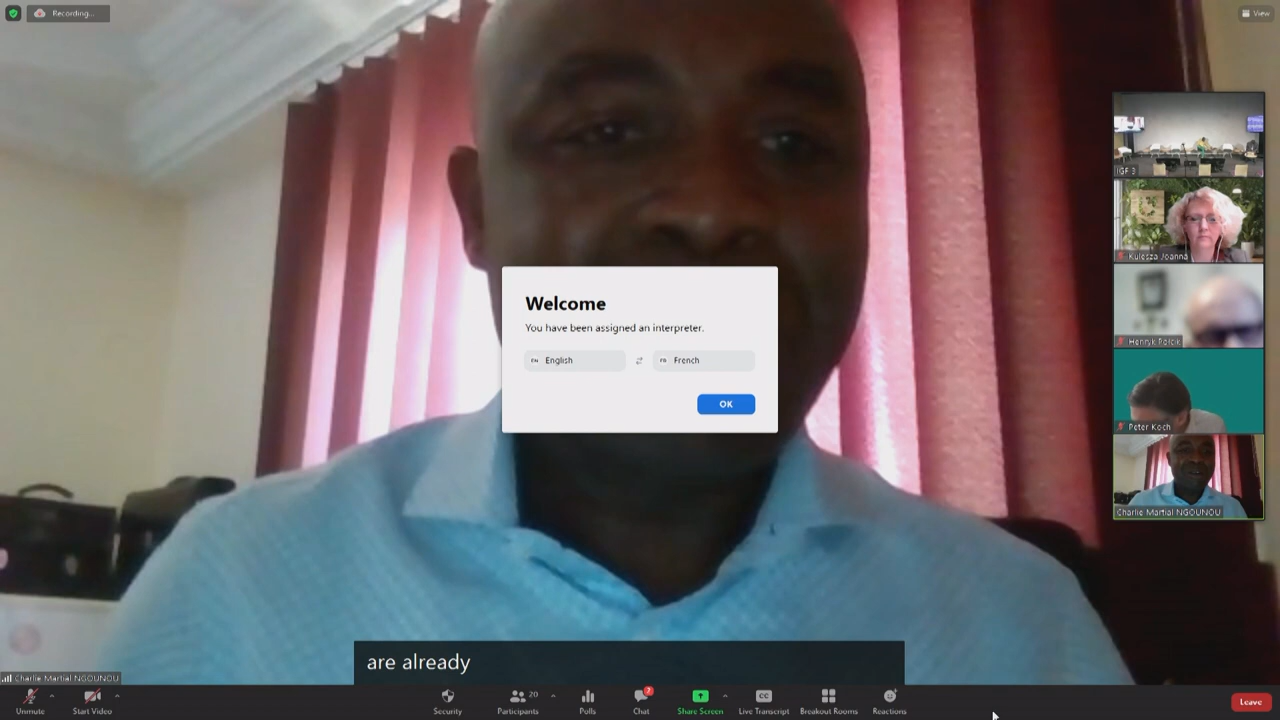 Recording...
View
IGF 3
Kulesza Joanna
Peter Koch
Charlie Martial NGOUNOU
Welcome
You have been assigned an interpreter.
EN English
FR French
OK
are already
Charlie Martial NGOUNOU
Unmute
Start Video
Security
Participants
20
Polls
Chat
2
Share Screen
CC
Live Transcript
Breakout Rooms
Reactions
Leave